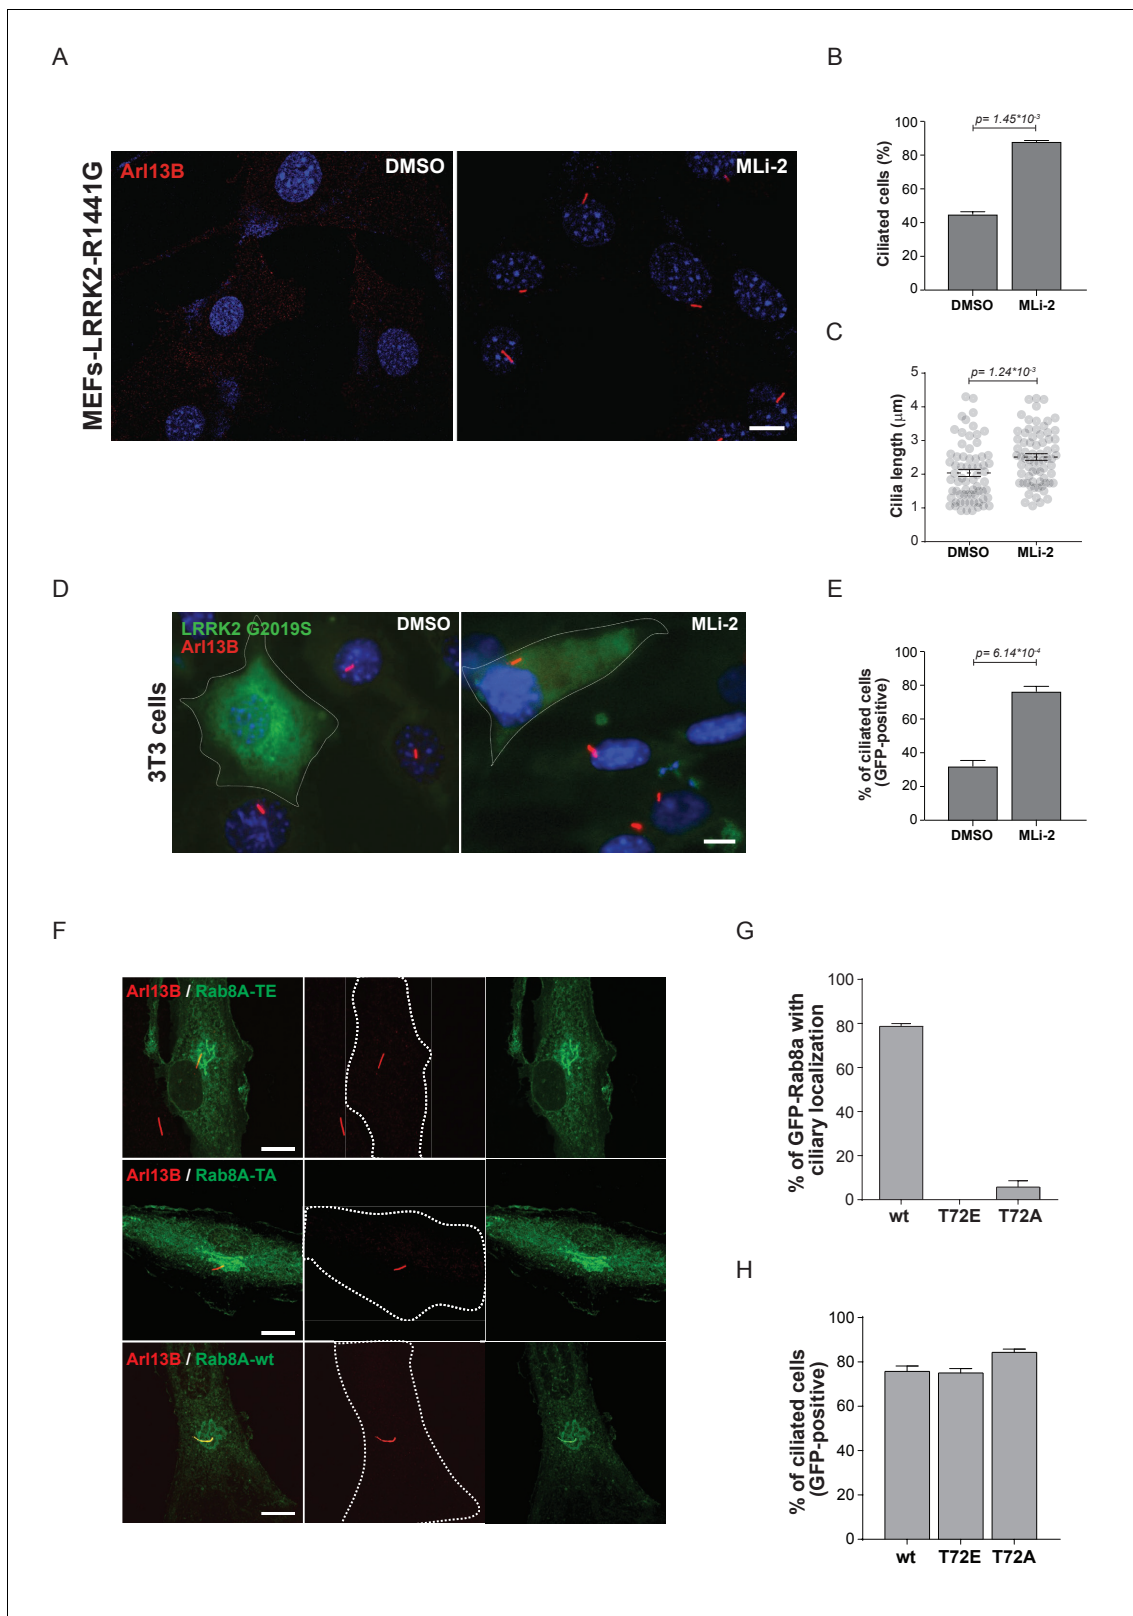 A
MEFs-LRRK2-R1441G
Arl13B
DMSO
MLi-2
B
p= 1.45*10-3
Ciliated cells (%)
100
80
60
40
20
0
DMSO
MLi-2
C
p= 1.24*10-3
Cilia length (µm)
5
4
3
2
1
0
DMSO
MLi-2
D
3T3 cells
LRRK2 G2019S
Arl13B
DMSO
MLi-2
E
p= 6.14*10-4
% of ciliated cells
(GFP-positive)
100
80
60
40
20
0
DMSO
MLi-2
F
Arl13B / Rab8A-TE
Arl13B / Rab8A-TA
Arl13B / Rab8A-wt
G
% of GFP-Rab8a with
ciliary localization
100
80
60
40
20
0
wt T72E T72A
H
% of ciliated cells
(GFP-positive)
100
80
60
40
20
0
wt T72E T72A